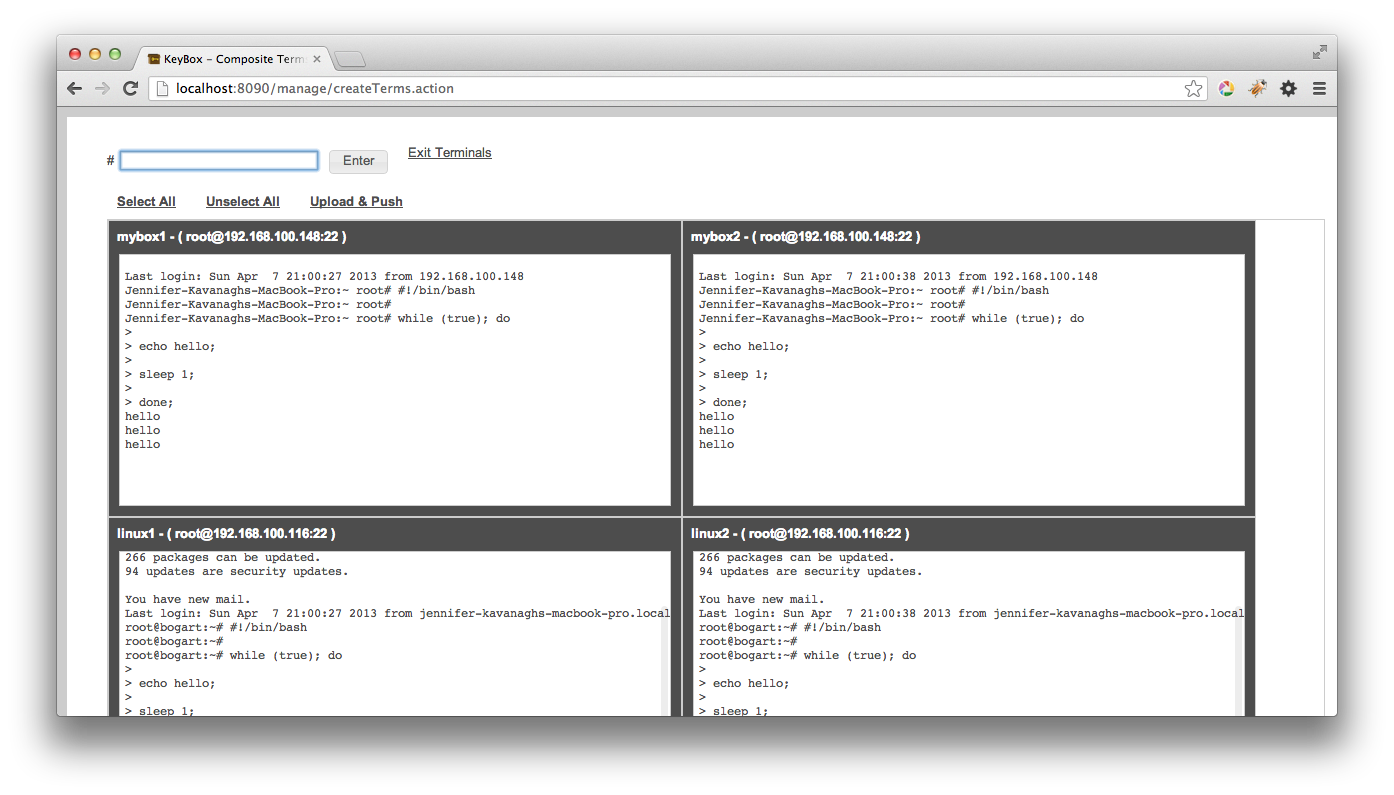 KeyBox – Composite Term
localhost:8090/manage/createTerms.action
# Enter Exit Terminals
Select All Unselect All Upload & Push
mybox1 - ( root@192.168.100.148:22 )
Last login: Sun Apr  7 21:00:27 2013 from 192.168.100.148
Jennifer-Kavanaghs-MacBook-Pro:~ root# #!/bin/bash
Jennifer-Kavanaghs-MacBook-Pro:~ root#
Jennifer-Kavanaghs-MacBook-Pro:~ root# while (true); do
>
> echo hello;
>
> sleep 1;
>
> done;
hello
hello
hello
mybox2 - ( root@192.168.100.148:22 )
Last login: Sun Apr  7 21:00:38 2013 from 192.168.100.148
Jennifer-Kavanaghs-MacBook-Pro:~ root# #!/bin/bash
Jennifer-Kavanaghs-MacBook-Pro:~ root#
Jennifer-Kavanaghs-MacBook-Pro:~ root# while (true); do
>
> echo hello;
>
> sleep 1;
>
> done;
hello
hello
hello
linux1 - ( root@192.168.100.116:22 )
266 packages can be updated.
94 updates are security updates.
You have new mail.
Last login: Sun Apr  7 21:00:27 2013 from jennifer-kavanaghs-macbook-pro.local
root@bogart:~# #!/bin/bash
root@bogart:~#
root@bogart:~# while (true); do
>
> echo hello;
>
> sleep 1;
linux2 - ( root@192.168.100.116:22 )
266 packages can be updated.
94 updates are security updates.
You have new mail.
Last login: Sun Apr  7 21:00:38 2013 from jennifer-kavanaghs-macbook-pro.local
root@bogart:~# #!/bin/bash
root@bogart:~#
root@bogart:~# while (true); do
>
> echo hello;
>
> sleep 1;